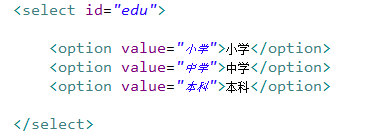 <select id="edu">
<option value="小学">小学</option>
<option value="中学">中学</option>
<option value="本科">本科</option>
</select>